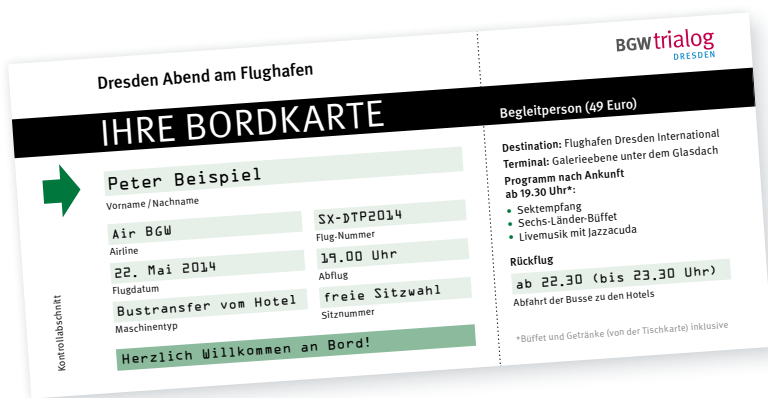 Dresden Abend am Flughafen
BGW trialog
DRESDEN
IHRE BORDKARTE
Begleitperson (49 Euro)
Peter Beispiel
Vorname/Nachname
Air BGW
Airline
SX-DTP2014
Flug-Nummer
22. Mai 2014
Flugdatum
19.00 Uhr
Abflug
Bustransfer vom Hotel
Maschinentyp
freie Sitzwahl
Sitznummer
Herzlich Willkommen an Bord!
Kontrollabschnitt
Destination: Flughafen Dresden International
Terminal: Galerieebene unter dem Glasdach
Programm nach Ankunft
ab 19.30 Uhr*:
• Sektempfang
• Sechs-Länder-Büffet
• Livemusik mit Jazzacuda
Rückflug
ab 22.30 (bis 23.30 Uhr)
Abfahrt der Busse zu den Hotels
*Büffet und Getränke (von der Tischkarte) inklusive